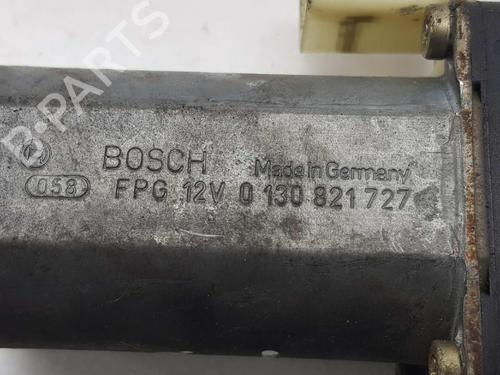 B-PARTS
BOSCH Made in Germany
058 FPG 12V 0 130 821 727